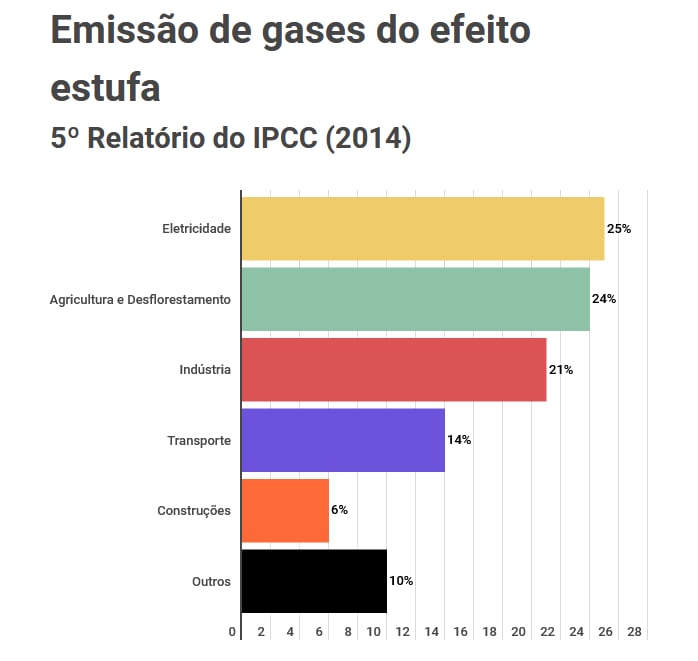 Emissão de gases do efeito
estufa
5º Relatório do IPCC (2014)
Eletricidade 25%
Agricultura e Desflorestamento 24%
Indústria 21%
Transporte 14%
Construções 6%
Outros 10%
0 2 4 6 8 10 12 14 16 18 20 22 24 26 28